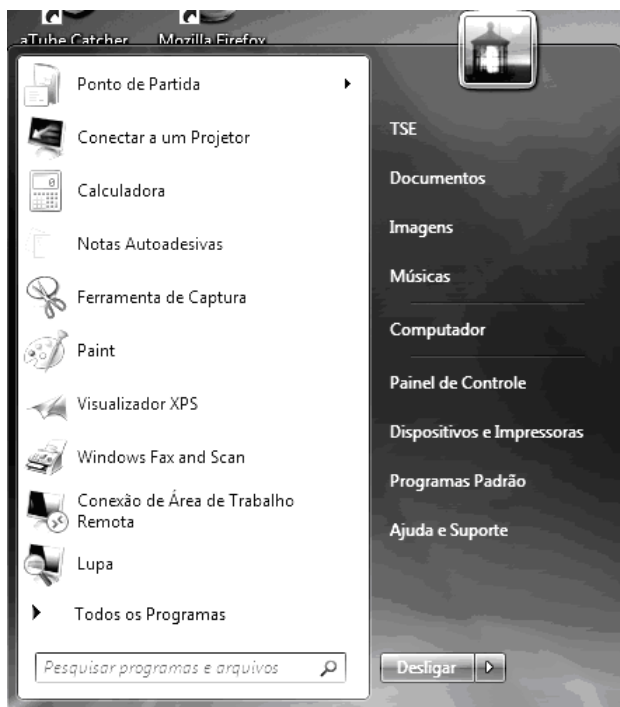 aTube Catcher
Mozilla Firefox
Ponto de Partida
Conectar a um Projetor
Calculadora
Notas Autoadesivas
Ferramenta de Captura
Paint
Visualizador XPS
Windows Fax and Scan
Conexão de Área de Trabalho
Remota
Lupa
Todos os Programas
Pesquisar programas e arquivos
TSE
Documentos
Imagens
Músicas
Computador
Painel de Controle
Dispositivos e Impressoras
Programas Padrão
Ajuda e Suporte
Desligar